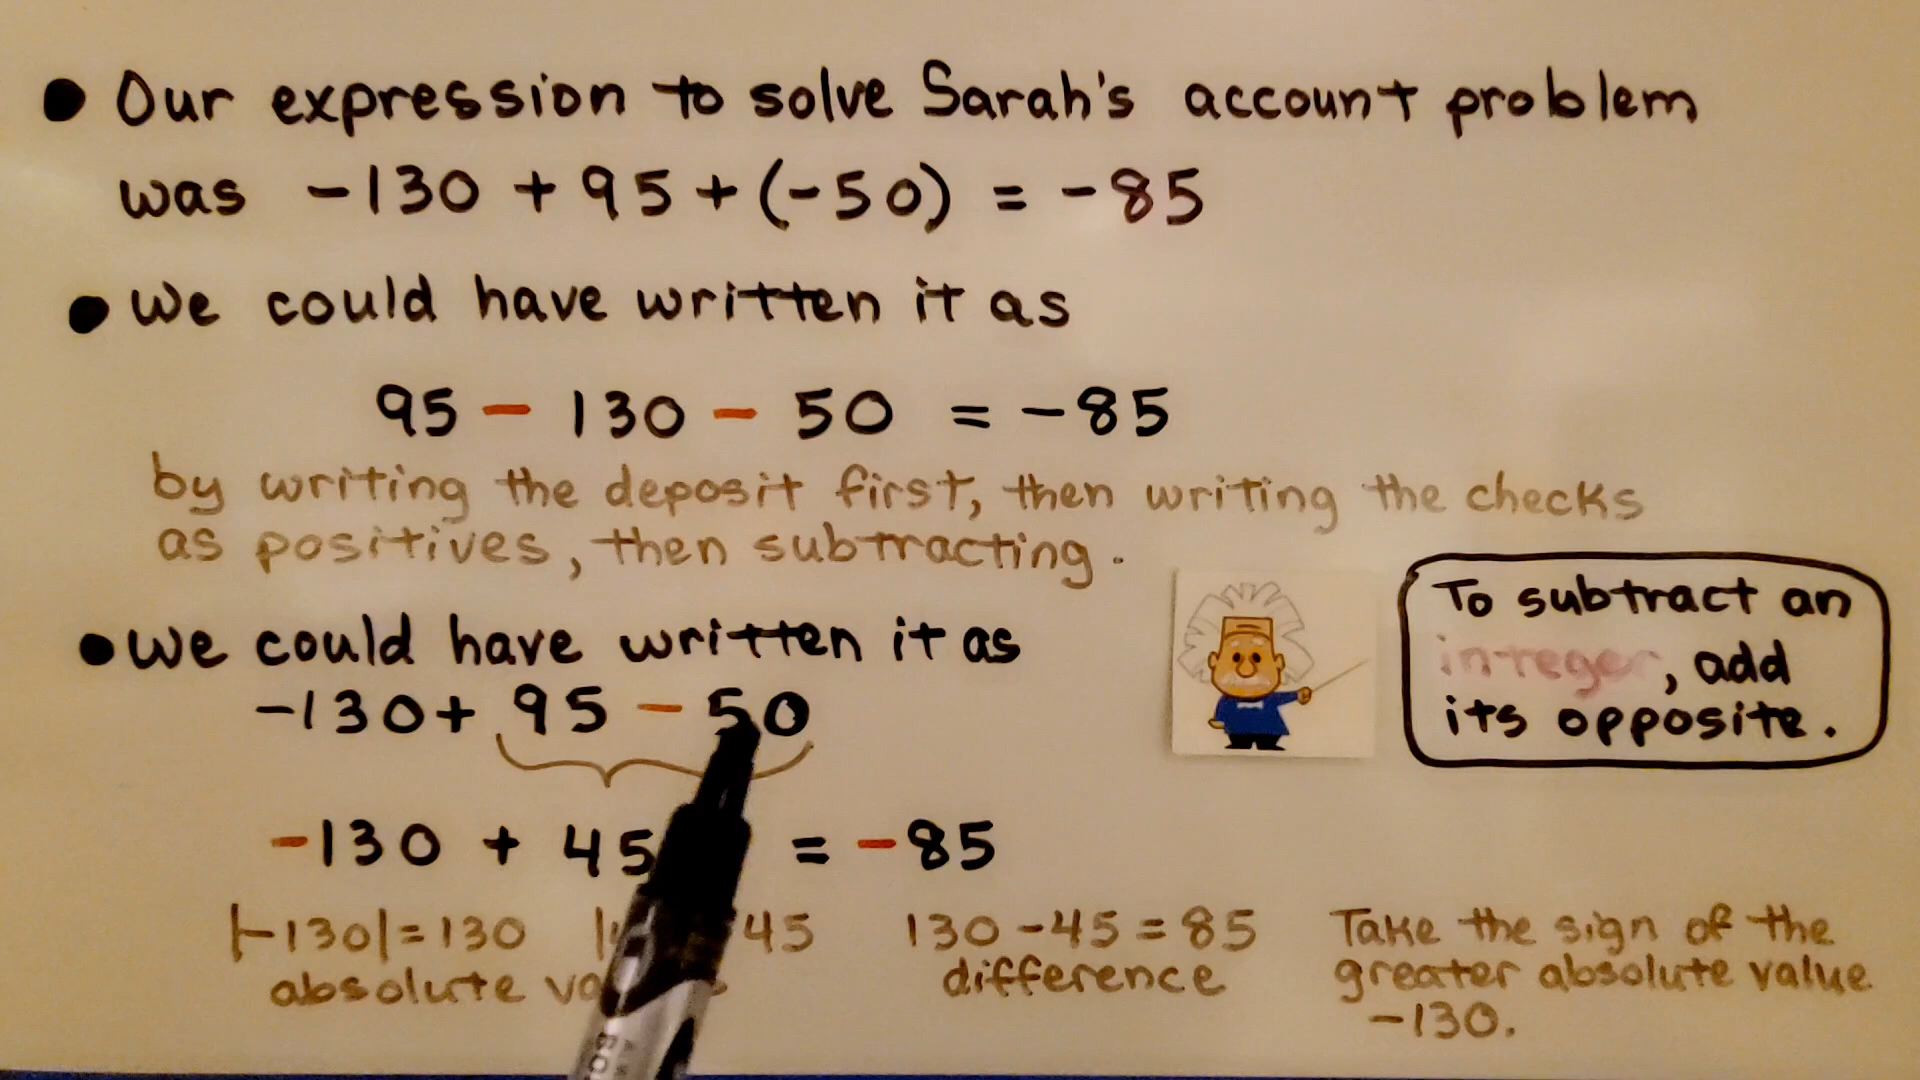 ● Our expression to solve Sarah's account problem
was -130 + 95 + (-50) = -85
● We could have written it as
95 - 130 - 50 = -85
by writing the deposit first, then writing the checks
as positives, then subtracting.
● We could have written it as
-130 + 95 - 50
To subtract an
integer, add
its opposite.
-130 + 45 = -85
|-130| = 130 45 130 - 45 = 85 Take the sign of the
absolute difference greater absolute value
-130.